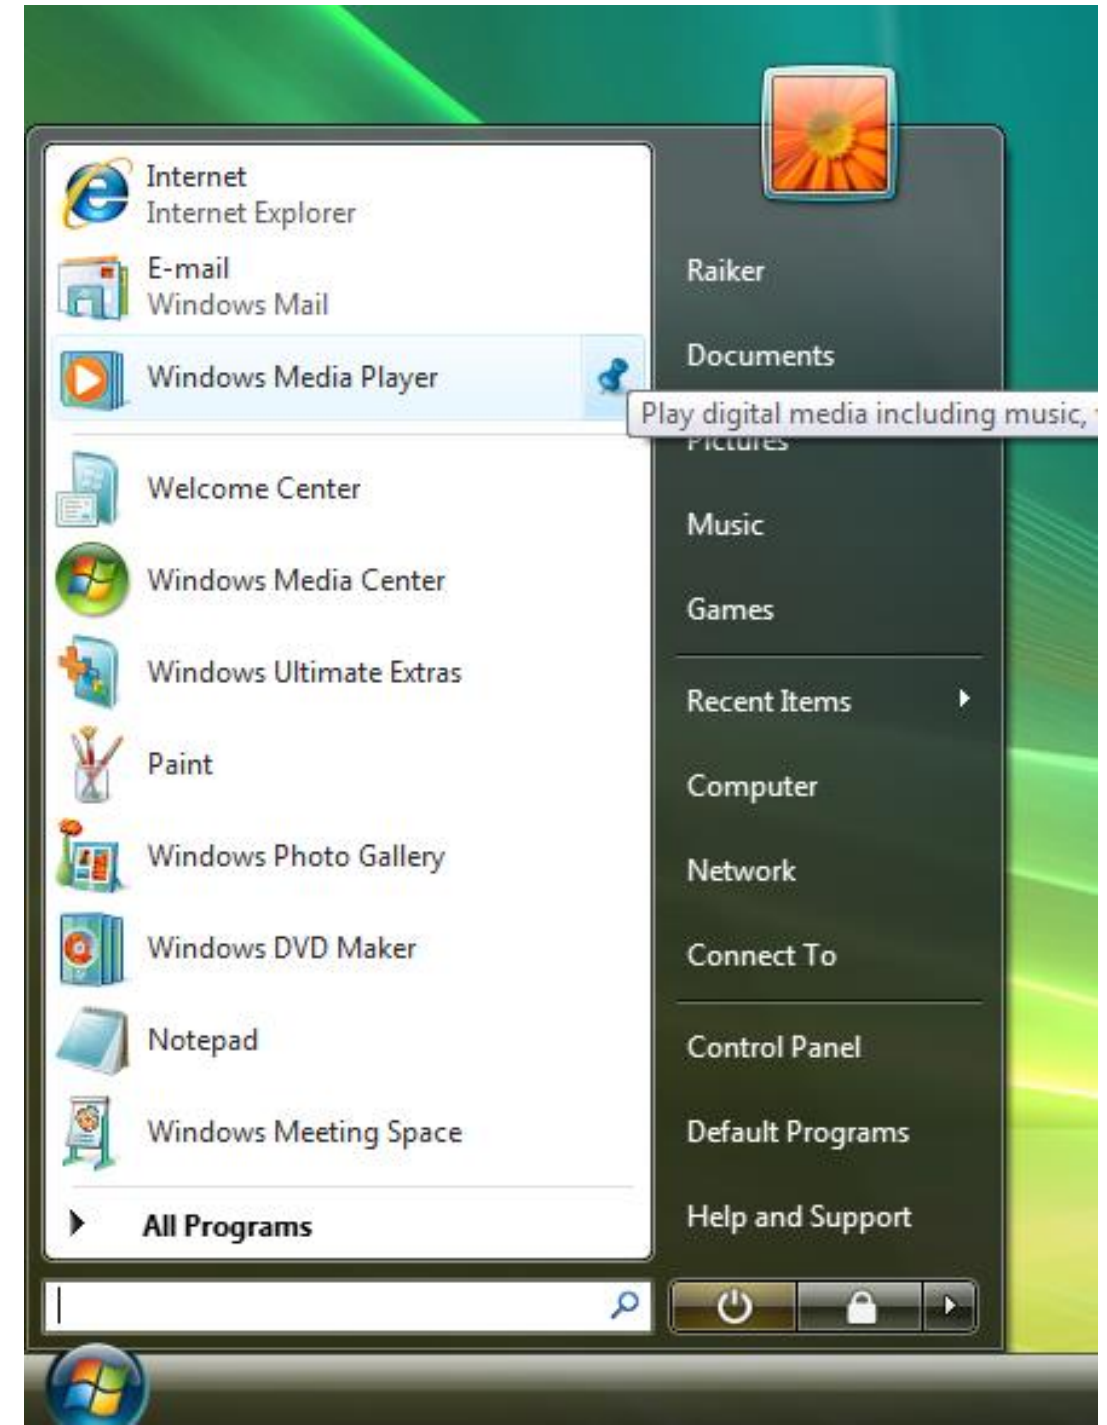 Internet
Internet Explorer
E-mail
Windows Mail
Windows Media Player
Welcome Center
Windows Media Center
Windows Ultimate Extras
Paint
Windows Photo Gallery
Windows DVD Maker
Notepad
Windows Meeting Space
All Programs
Raiker
Documents
Play digital media including music,
Pictures
Music
Games
Recent Items
Computer
Network
Connect To
Control Panel
Default Programs
Help and Support